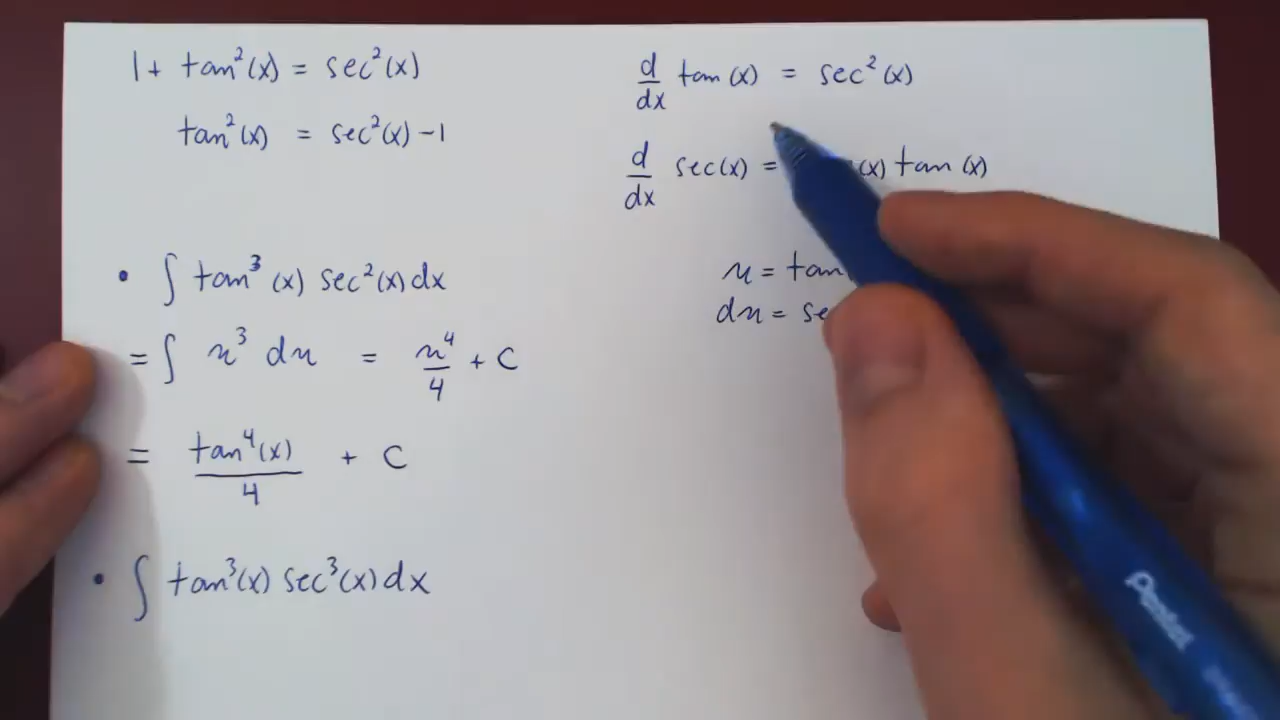 1 + tan²(x) = sec²(x)
tan²(x) = sec²(x) - 1
d/dx tan(x) = sec²(x)
d/dx sec(x) = (x) tan(x)
• ∫ tan³(x) sec²(x) dx
= ∫ u³ du = u⁴/4 + C
= tan⁴(x)/4 + C
• ∫ tan³(x) sec³(x) dx
u = tan
du = se
Pentel